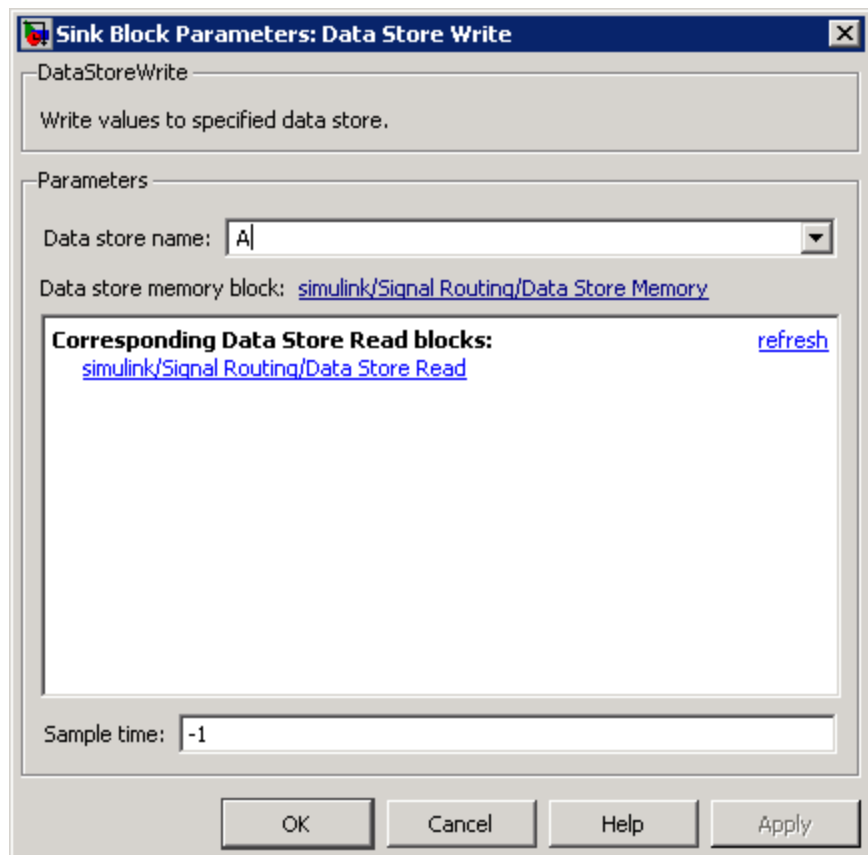 Sink Block Parameters: Data Store Write
DataStoreWrite
Write values to specified data store.
Parameters
Data store name: A
Data store memory block: simulink/Signal Routing/Data Store Memory
Corresponding Data Store Read blocks: refresh
simulink/Signal Routing/Data Store Read
Sample time: -1
OK Cancel Help Apply